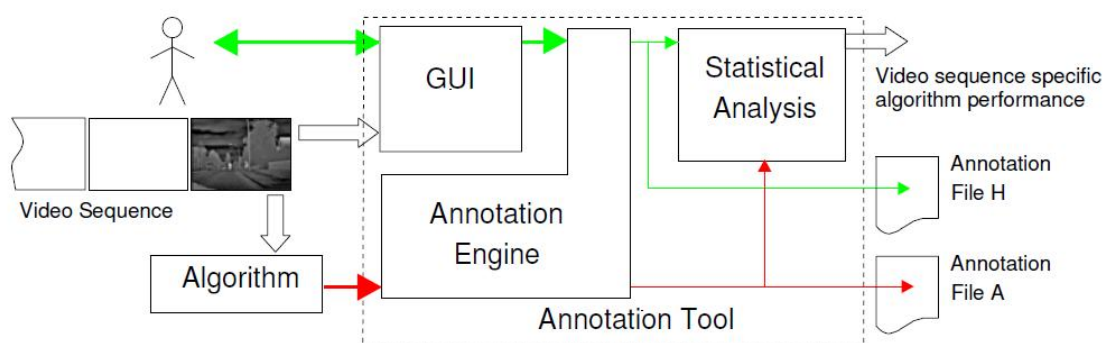 GUI
Statistical
Analysis
Video sequence specific
algorithm performance
Video Sequence
Annotation
Engine
Annotation
File H
Algorithm
Annotation
File A
Annotation Tool